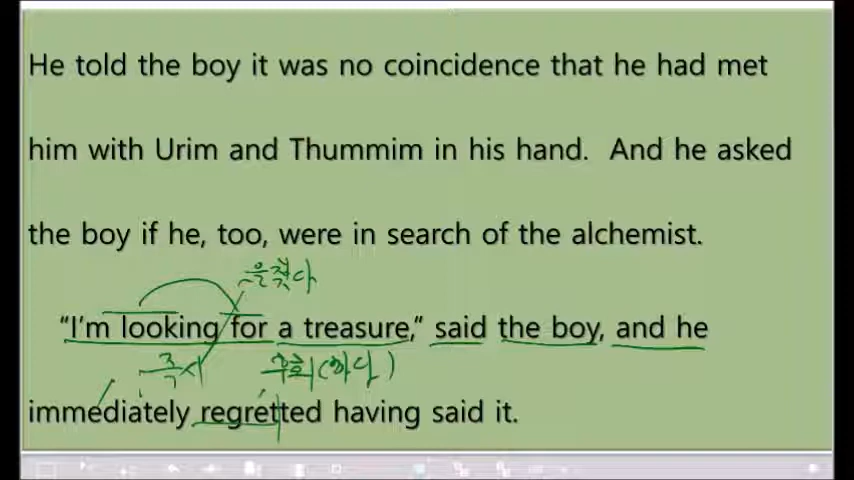 He told the boy it was no coincidence that he had met
him with Urim and Thummim in his hand. And he asked
the boy if he, too, were in search of the alchemist.
~을 찾다
“I'm looking for a treasure,” said the boy, and he
후회(하다)
immediately regretted having said it.